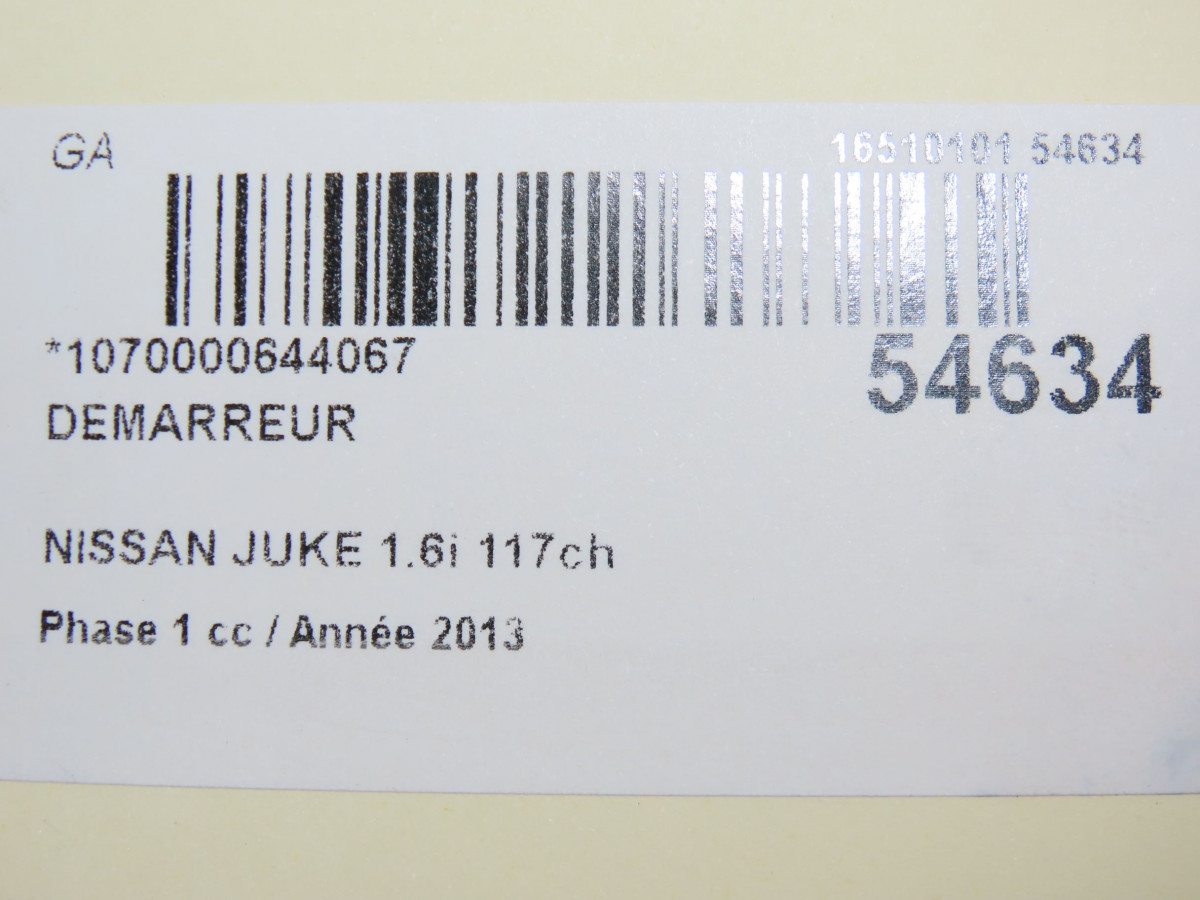 GA
16510101 54634
*1070000644067
54634
DEMARREUR
NISSAN JUKE 1.6i 117ch
Phase 1 cc / Année 2013